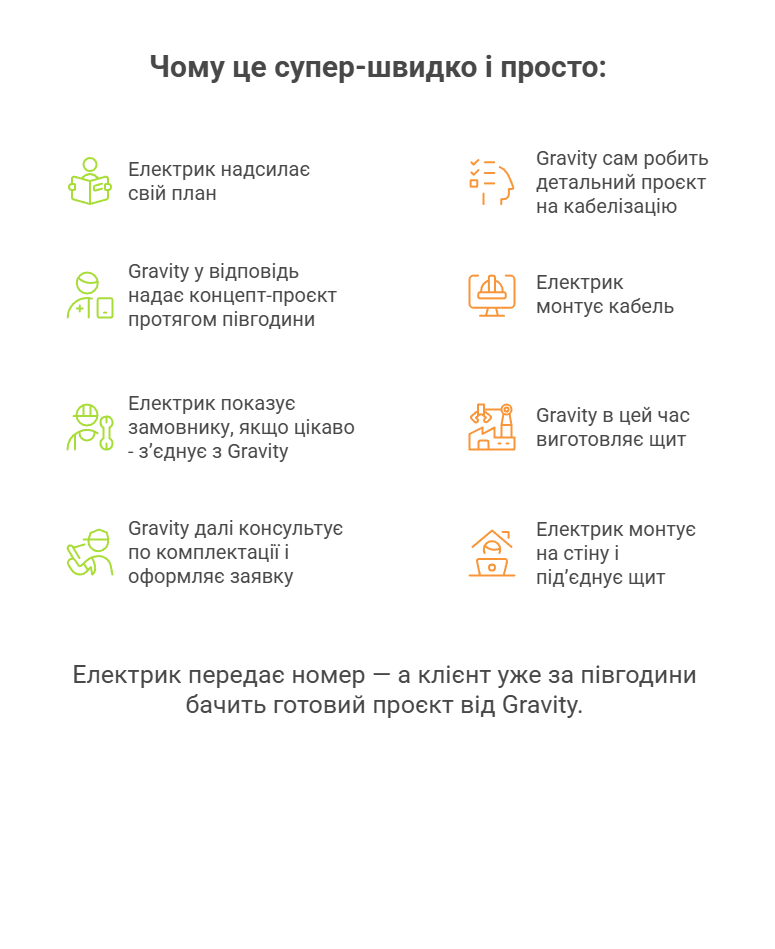 Чому це супер-швидко і просто:
Електрик надсилає
свій план
Gravity у відповідь
надає концепт-проєкт
протягом півгодини
Електрик показує
замовнику, якщо цікаво
- з’єднує з Gravity
Gravity далі консультує
по комплектації і
оформляє заявку
Gravity сам робить
детальний проєкт
на кабелізацію
Електрик
монтує кабель
Gravity в цей час
виготовляє щит
Електрик монтує
на стіну і
під’єднує щит
Електрик передає номер — а клієнт уже за півгодини
бачить готовий проєкт від Gravity.